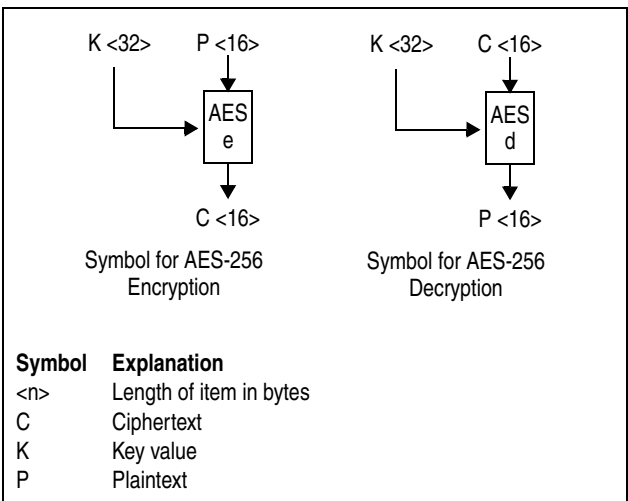 K <32> P <16> K <32> C <16>
AES AES
e d
C <16> P <16>
Symbol for AES-256 Symbol for AES-256
Encryption Decryption
Symbol Explanation
<n> Length of item in bytes
C Ciphertext
K Key value
P Plaintext